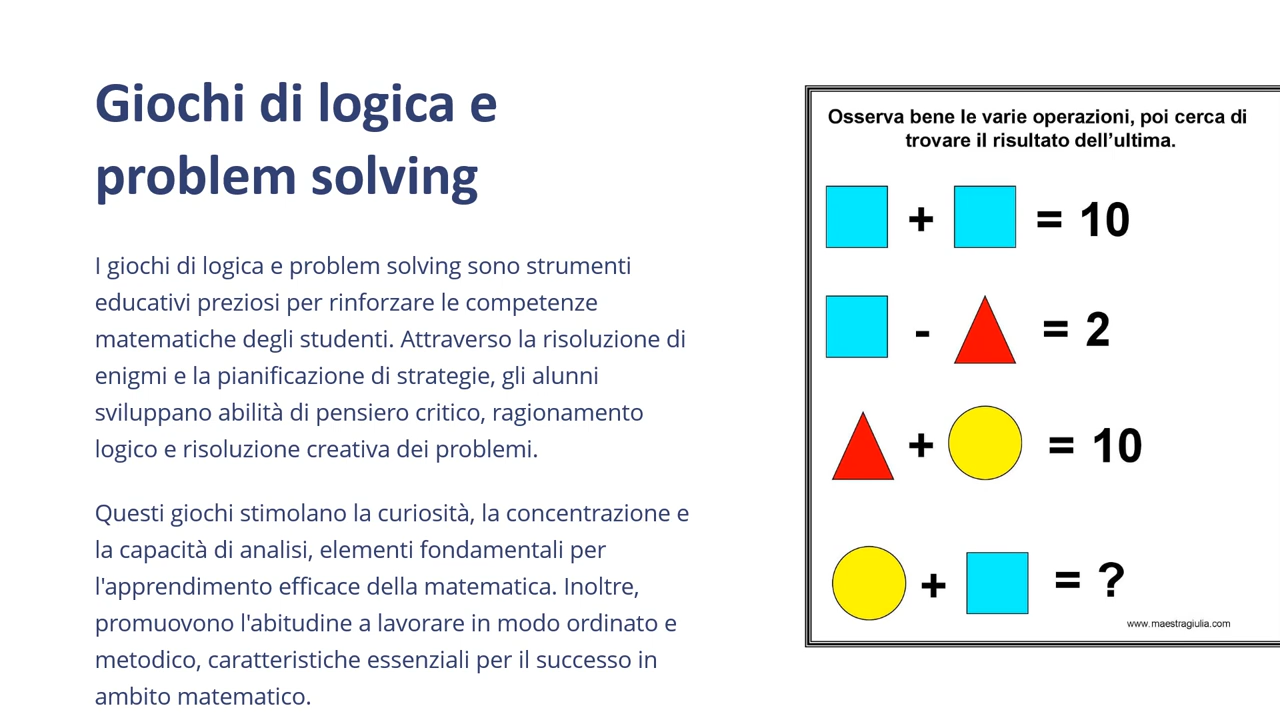 Giochi di logica e
problem solving
I giochi di logica e problem solving sono strumenti
educativi preziosi per rinforzare le competenze
matematiche degli studenti. Attraverso la risoluzione di
enigmi e la pianificazione di strategie, gli alunni
sviluppano abilità di pensiero critico, ragionamento
logico e risoluzione creativa dei problemi.
Questi giochi stimolano la curiosità, la concentrazione e
la capacità di analisi, elementi fondamentali per
l'apprendimento efficace della matematica. Inoltre,
promuovono l'abitudine a lavorare in modo ordinato e
metodico, caratteristiche essenziali per il successo in
ambito matematico.
Osserva bene le varie operazioni, poi cerca di
trovare il risultato dell’ultima.
+ = 10
- = 2
+ = 10
+ = ?
www.maestragiulia.com